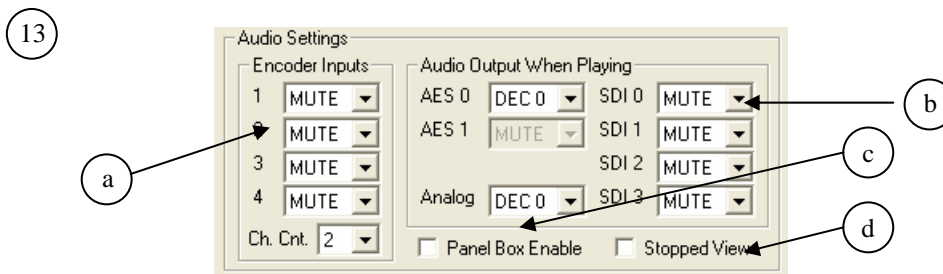 13
Audio Settings
Encoder Inputs
1 MUTE
MUTE
3 MUTE
4 MUTE
Ch. Cnt. 2
Audio Output When Playing
AES 0 DEC 0 SDI 0 MUTE
AES 1 MUTE SDI 1 MUTE
SDI 2 MUTE
Analog DEC 0 SDI 3 MUTE
Panel Box Enable Stopped View
a
b
c
d